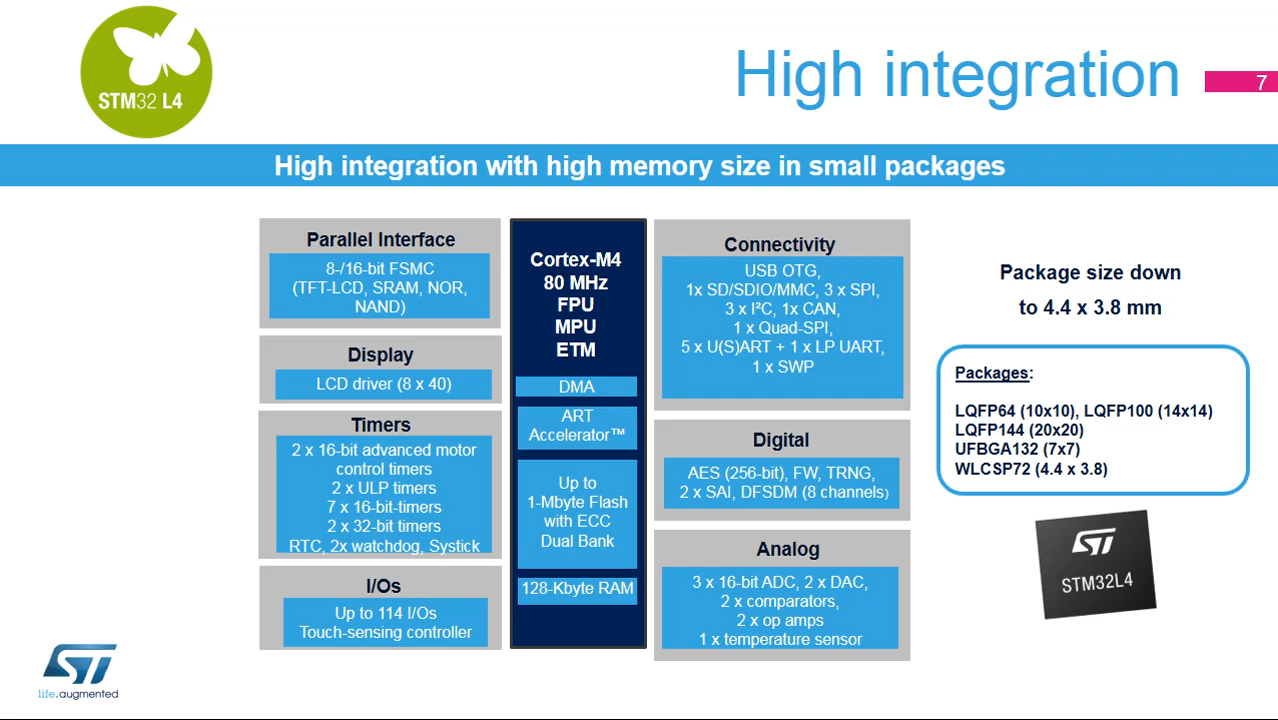 STM32 L4
High integration
7
High integration with high memory size in small packages
Parallel Interface
8-/16-bit FSMC
(TFT-LCD, SRAM, NOR,
NAND)
Display
LCD driver (8 x 40)
Timers
2 x 16-bit advanced motor
control timers
2 x ULP timers
7 x 16-bit-timers
2 x 32-bit timers
RTC, 2x watchdog, Systick
I/Os
Up to 114 I/Os
Touch-sensing controller
Cortex-M4
80 MHz
FPU
MPU
ETM
DMA
ART
Accelerator™
Up to
1-Mbyte Flash
with ECC
Dual Bank
128-Kbyte RAM
Connectivity
USB OTG,
1x SD/SDIO/MMC, 3 x SPI,
3 x I²C, 1x CAN,
1 x Quad-SPI,
5 x U(S)ART + 1 x LP UART,
1 x SWP
Digital
AES (256-bit), FW, TRNG,
2 x SAI, DFSDM (8 channels)
Analog
3 x 16-bit ADC, 2 x DAC,
2 x comparators,
2 x op amps
1 x temperature sensor
Package size down
to 4.4 x 3.8 mm
Packages:
LQFP64 (10x10), LQFP100 (14x14)
LQFP144 (20x20)
UFBGA132 (7x7)
WLCSP72 (4.4 x 3.8)
ST
STM32L4
ST
life.augmented